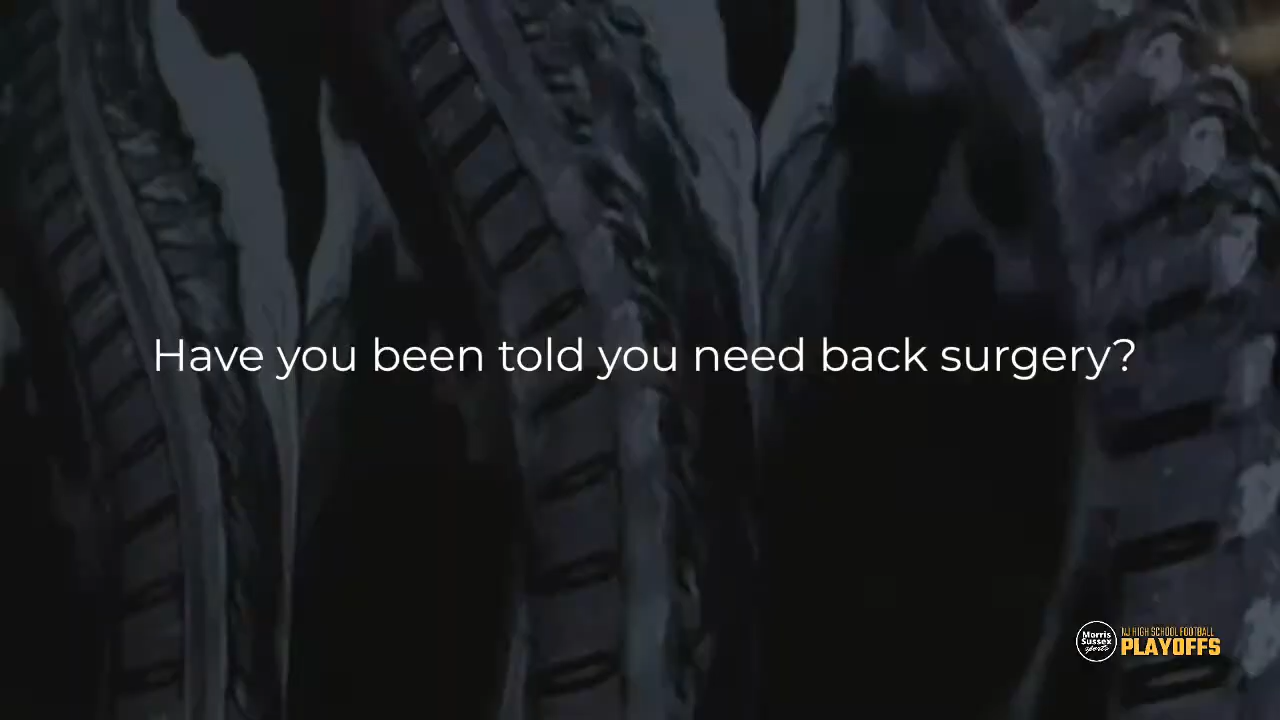 Have you been told you need back surgery?
Morris
Sussex
sports
NJ HIGH SCHOOL FOOTBALL
PLAYOFFS